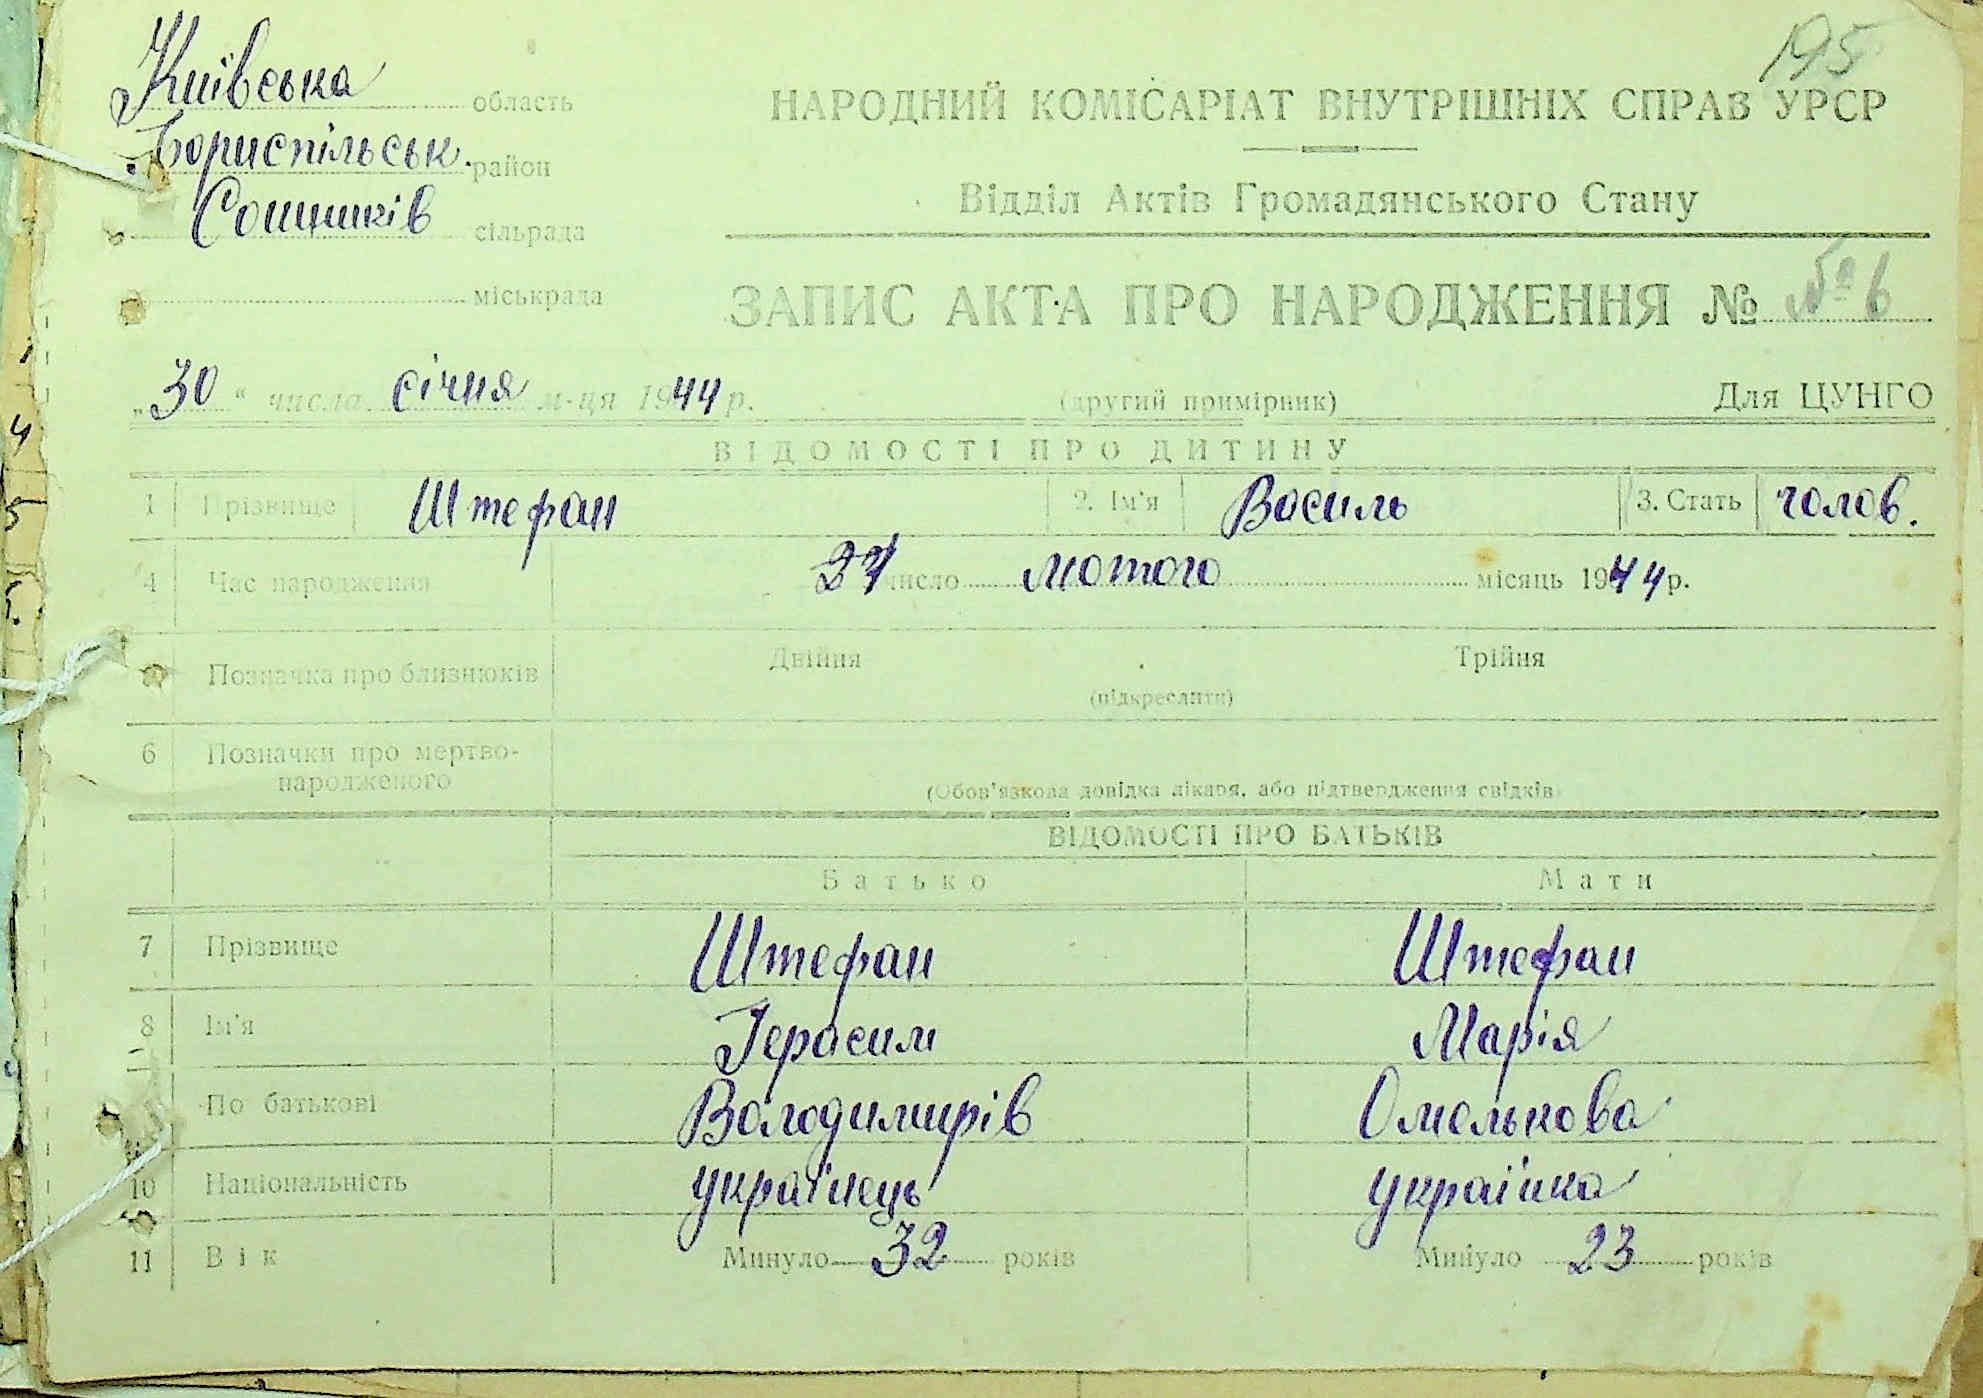 195
Київська область
Бориспільськ. район
Сошників сільрада
міськрада
НАРОДНИЙ КОМІСАРІАТ ВНУТРІШНІХ СПРАВ УРСР
Відділ Актів Громадянського Стану
ЗАПИС АКТА ПРО НАРОДЖЕННЯ № № 6
„30“ числа січня м-ця 1944 р. (другий примірник) Для ЦУНГО
ВІДОМОСТІ ПРО ДИТИНУ
1 Прізвище Штефан 2. Ім'я Василь 3. Стать чолов.
4 Час народження число лютого місяць 1944 р.
Позначка про близнюків Двійня Трійня
(підкреслити)
6 Позначки про мертво-
народженого
(Обов'язкова довідка лікаря, або підтвердження свідків)
ВІДОМОСТІ ПРО БАТЬКІВ
Батько Мати
7 Прізвище Штефан Штефан
8 Ім'я Герасим Марія
По батькові Володимирів Омелькова
10 Національність українець українка
11 Вік Минуло 32 років Минуло 23 років